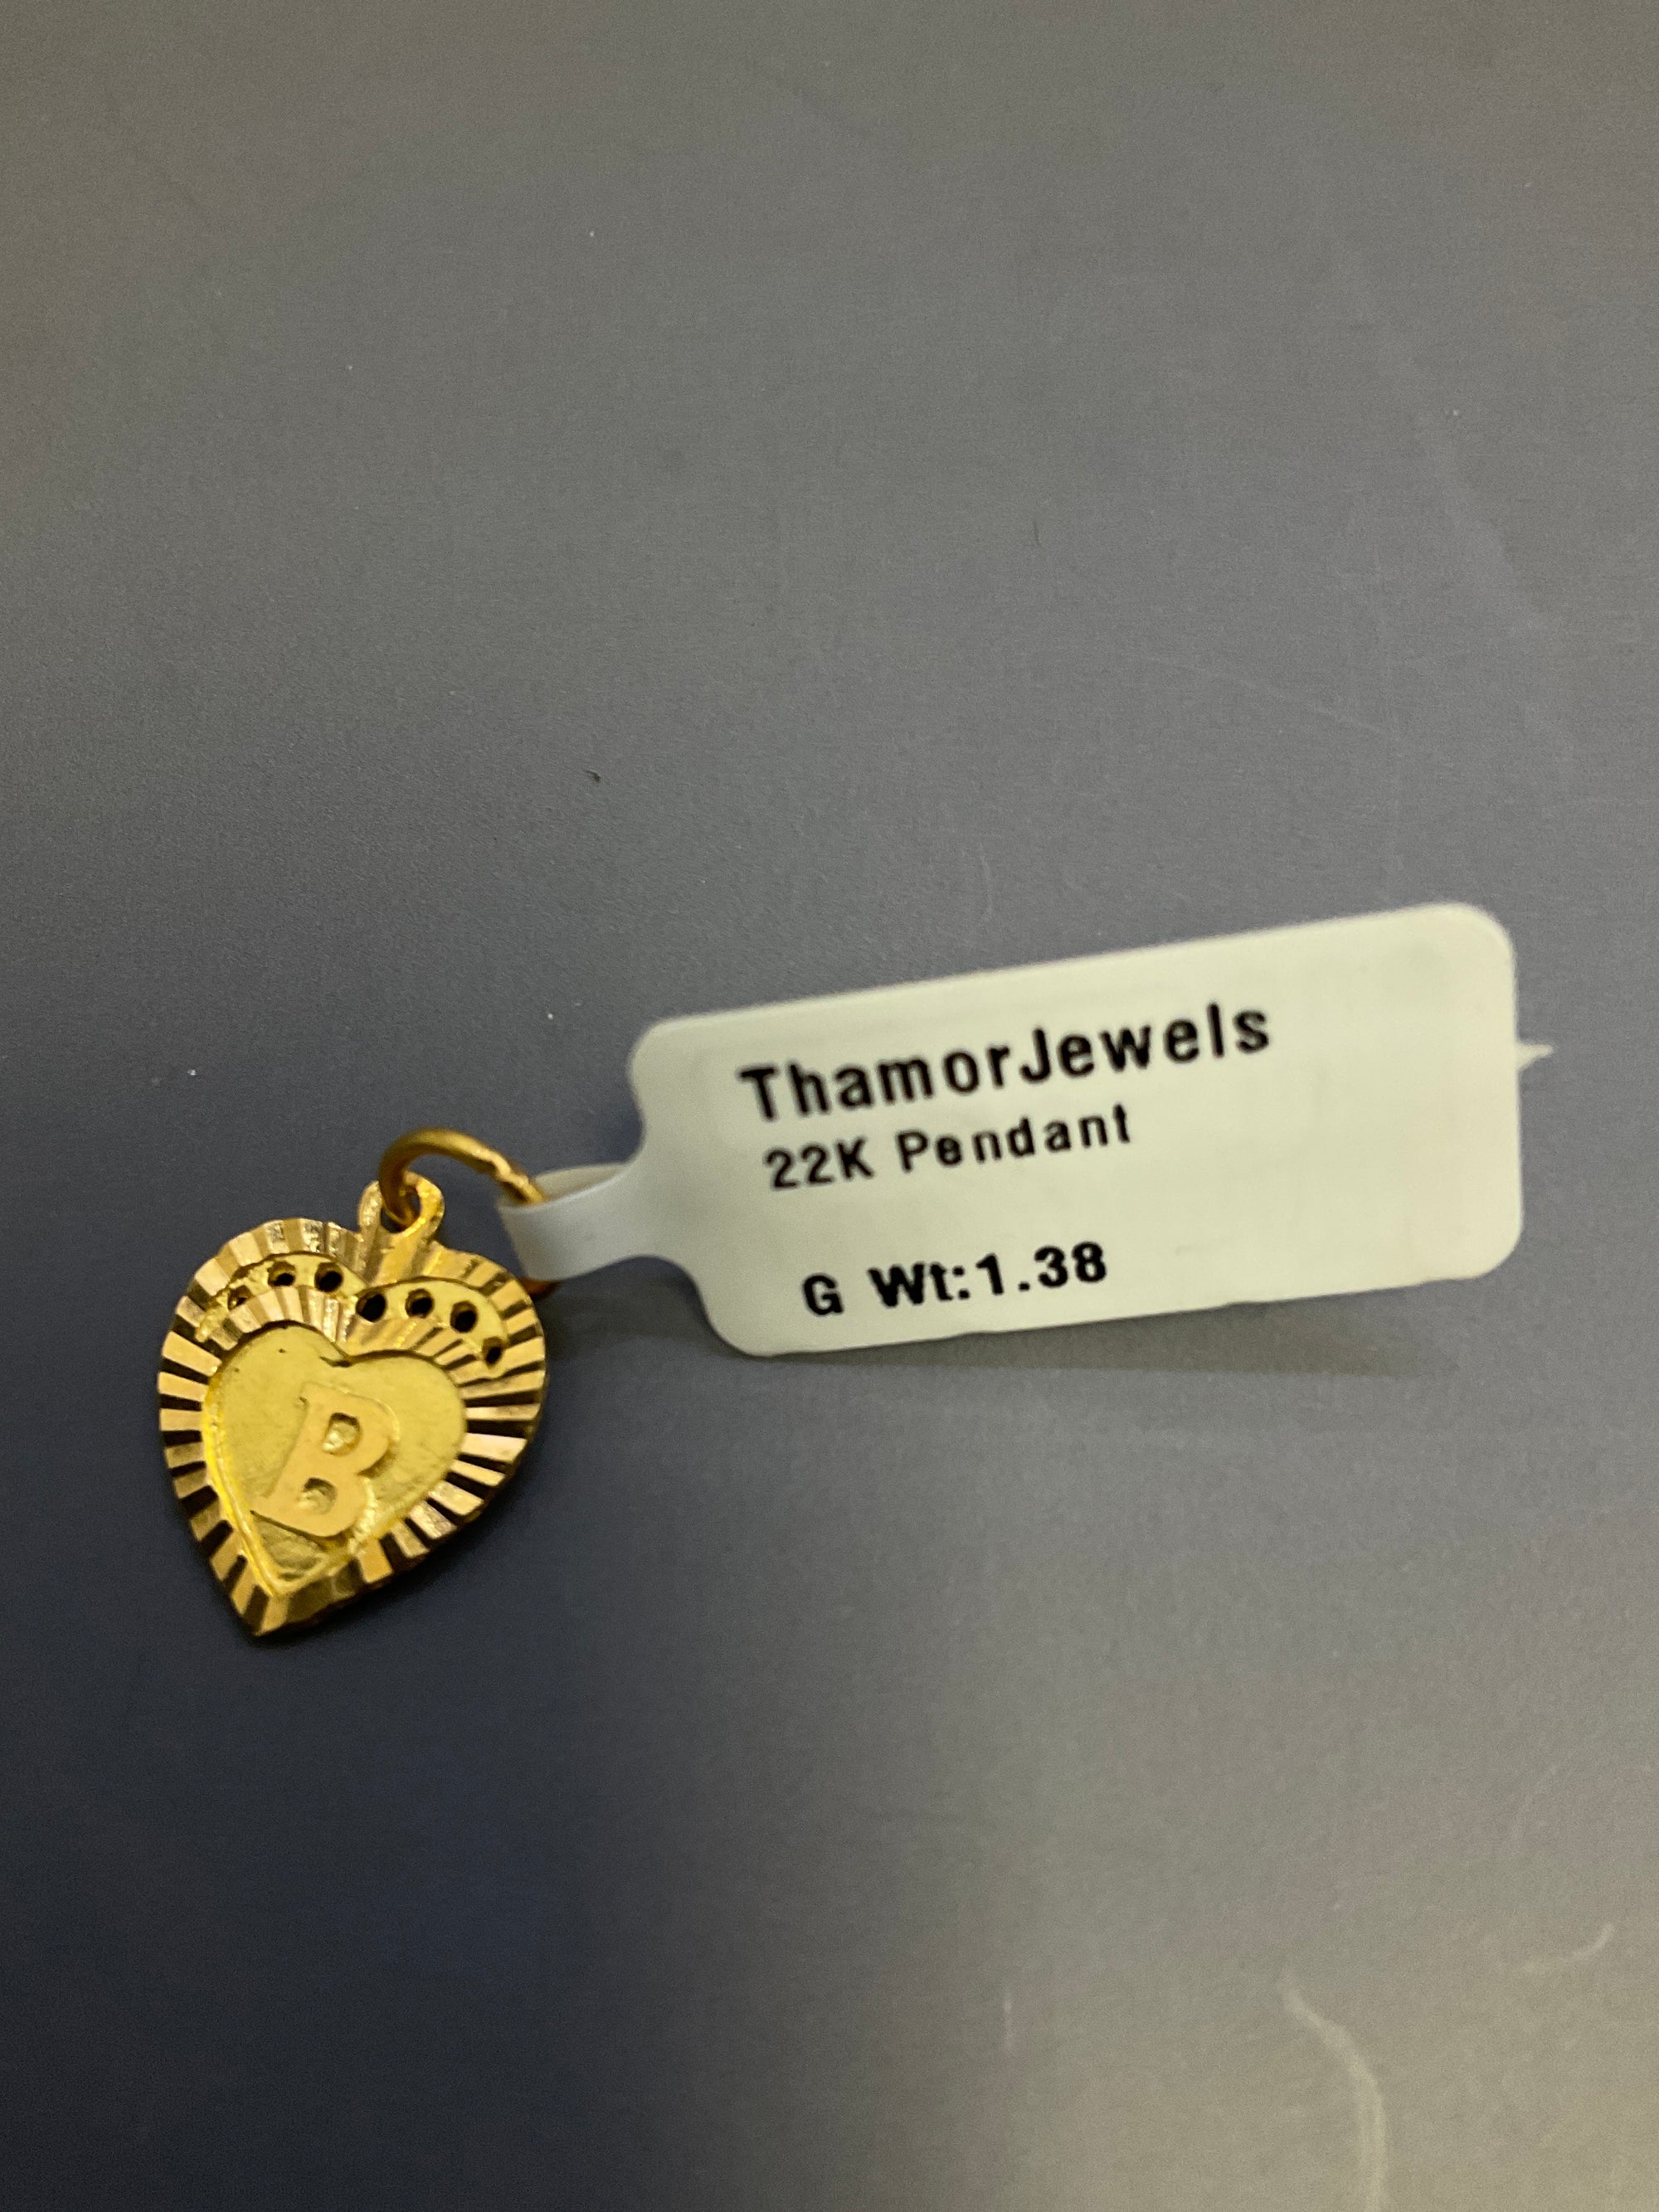 ThamorJewels
22K Pendant
G Wt:1.38
B